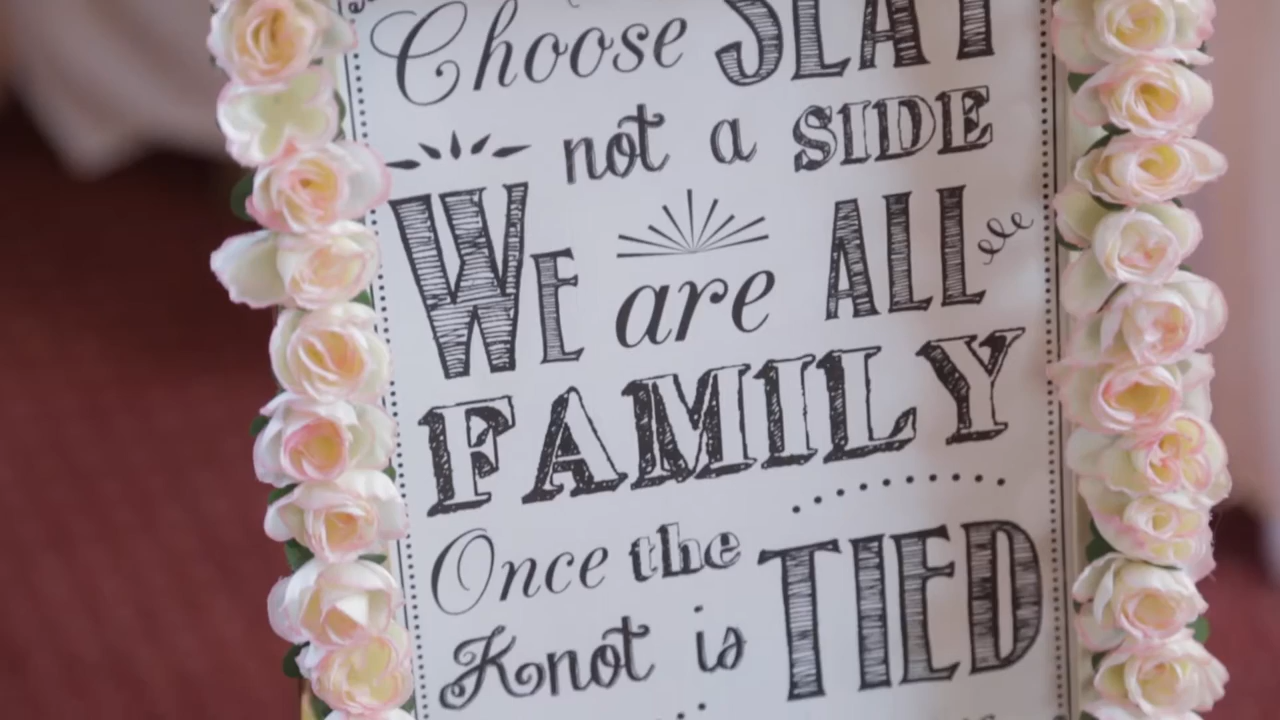 Choose SEAT
not a SIDE
WE are ALL
FAMILY
Once the TIED
Knot is